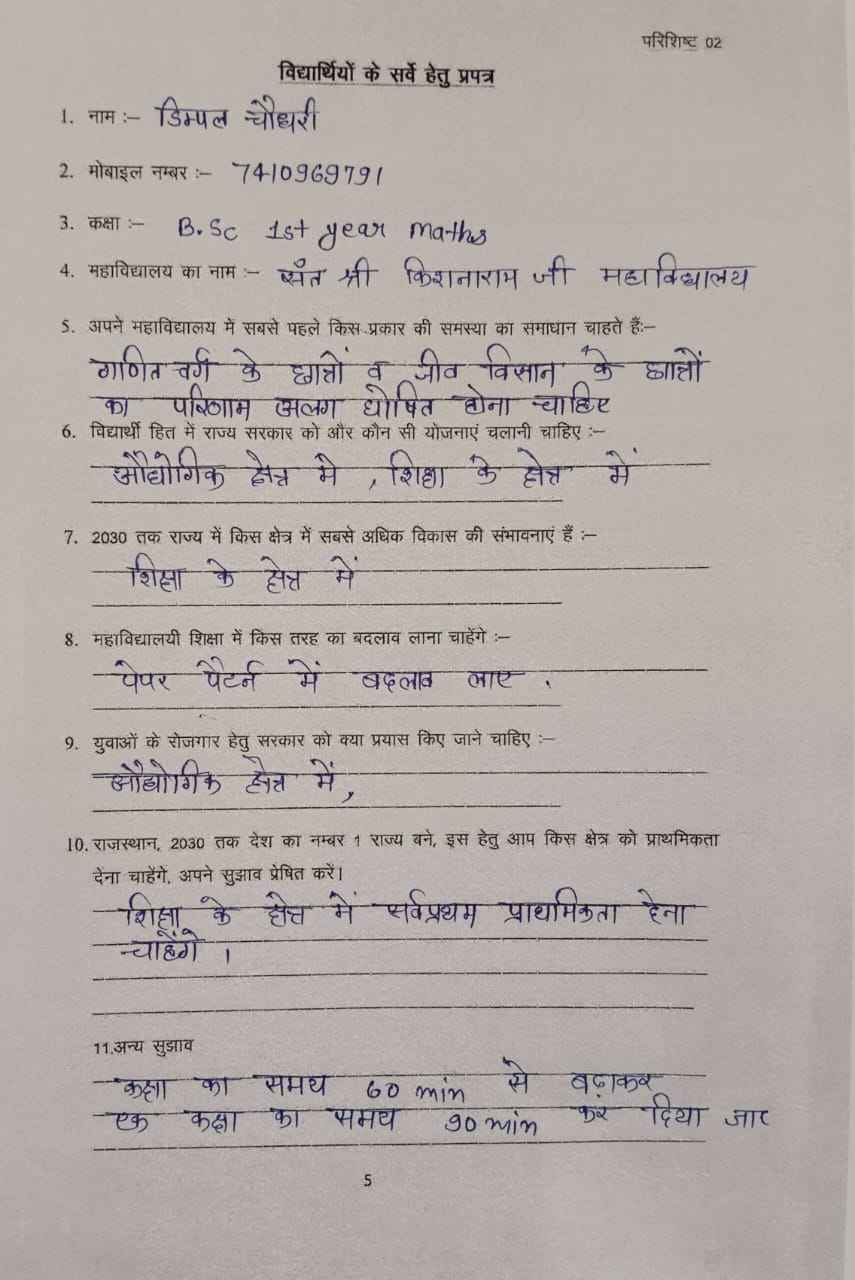 परिशिष्ट 02
विद्यार्थियों के सर्वे हेतु प्रपत्र
1. नाम :– डिम्पल चौधरी
2. मोबाइल नम्बर :– 7410969791
3. कक्षा :– B.Sc 1st year maths
4. महाविद्यालय का नाम :– संत श्री किशनाराम जी महाविद्यालय
5. अपने महाविद्यालय में सबसे पहले किस प्रकार की समस्या का समाधान चाहते हैं:–
गणित वर्ग के छात्रों व जीव विज्ञान के छात्रों
का परिणाम अलग घोषित होना चाहिए
6. विद्यार्थी हित में राज्य सरकार को और कौन सी योजनाएं चलानी चाहिए :–
औद्योगिक क्षेत्र मे , शिक्षा के क्षेत्र में
7. 2030 तक राज्य में किस क्षेत्र में सबसे अधिक विकास की संभावनाएं हैं :–
शिक्षा के क्षेत्र में
8. महाविद्यालयी शिक्षा में किस तरह का बदलाव लाना चाहेंगे :–
पेपर पैटर्न में बदलाव लाए .
9. युवाओं के रोजगार हेतु सरकार को क्या प्रयास किए जाने चाहिए :–
औद्योगिक क्षेत्र में ,
10. राजस्थान, 2030 तक देश का नम्बर 1 राज्य बने, इस हेतु आप किस क्षेत्र को प्राथमिकता
देना चाहेंगे, अपने सुझाव प्रेषित करें।
शिक्षा के क्षेत्र में सर्वप्रथम प्राथमिकता देना
चाहेंगे ।
11.अन्य सुझाव
कक्षा का समय 60 min से बढ़ाकर
एक कक्षा का समय 90 min कर दिया जाए
5